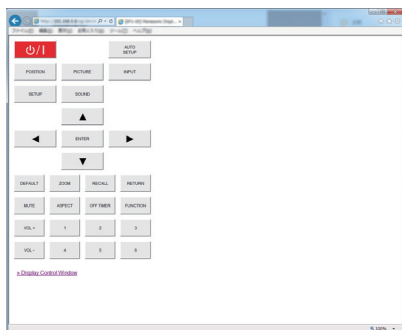 ⏻/I
AUTO
SETUP
POSITION PICTURE INPUT
SETUP SOUND
▲
◀ ENTER ▶
▼
DEFAULT ZOOM RECALL RETURN
MUTE ASPECT OFF TIMER FUNCTION
VOL + 1 2 3
VOL - 4 5 6
» Display Control Window
100%